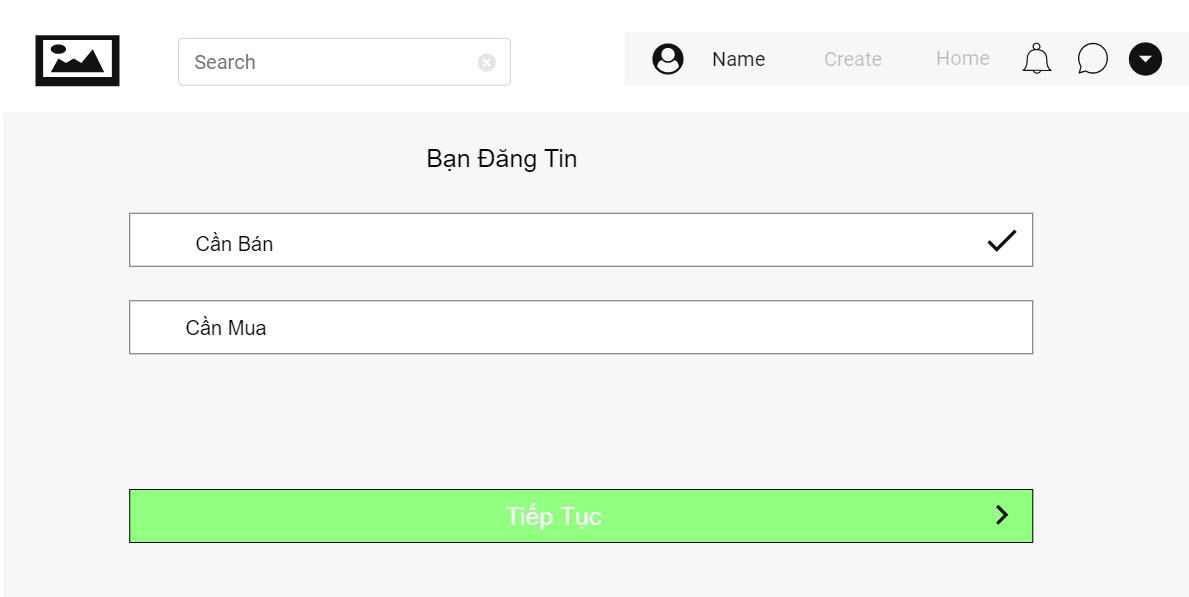 Search
Name Create Home
Bạn Đăng Tin
Cần Bán
Cần Mua
Tiếp Tục